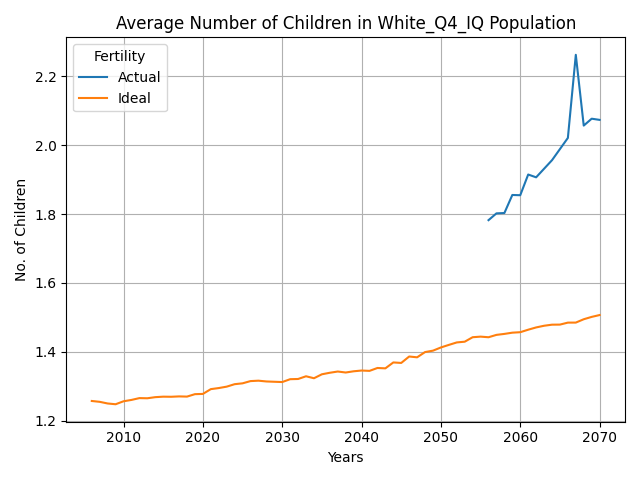 Average Number of Children in White_Q4_IQ Population
Fertility
Actual
Ideal
No. of Children
2.2
2.0
1.8
1.6
1.4
1.2
2010 2020 2030 2040 2050 2060 2070
Years